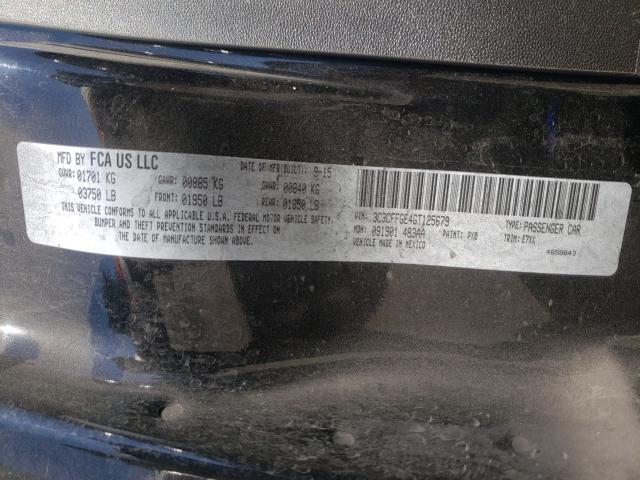 MFD BY FCA US LLC DATE OF MFR(BUILT): 9-15
GVWR: 01701 KG GAWR: 00885 KG GAWR: 00840 KG
03750 LB FRONT: 01950 LB REAR: 01850 LB
THIS VEHICLE CONFORMS TO ALL APPLICABLE U.S.A. FEDERAL MOTOR VEHICLE SAFETY,
BUMPER AND THEFT PREVENTION STANDARDS IN EFFECT ON
THE DATE OF MANUFACTURE SHOWN ABOVE.
VIN: 3C3CFFGE4GT125679 TYPE: PASSENGER CAR
MDH: 091901 483AA PAINT: PX8 TRIM: E7XX
VEHICLE MADE IN MEXICO 4658843